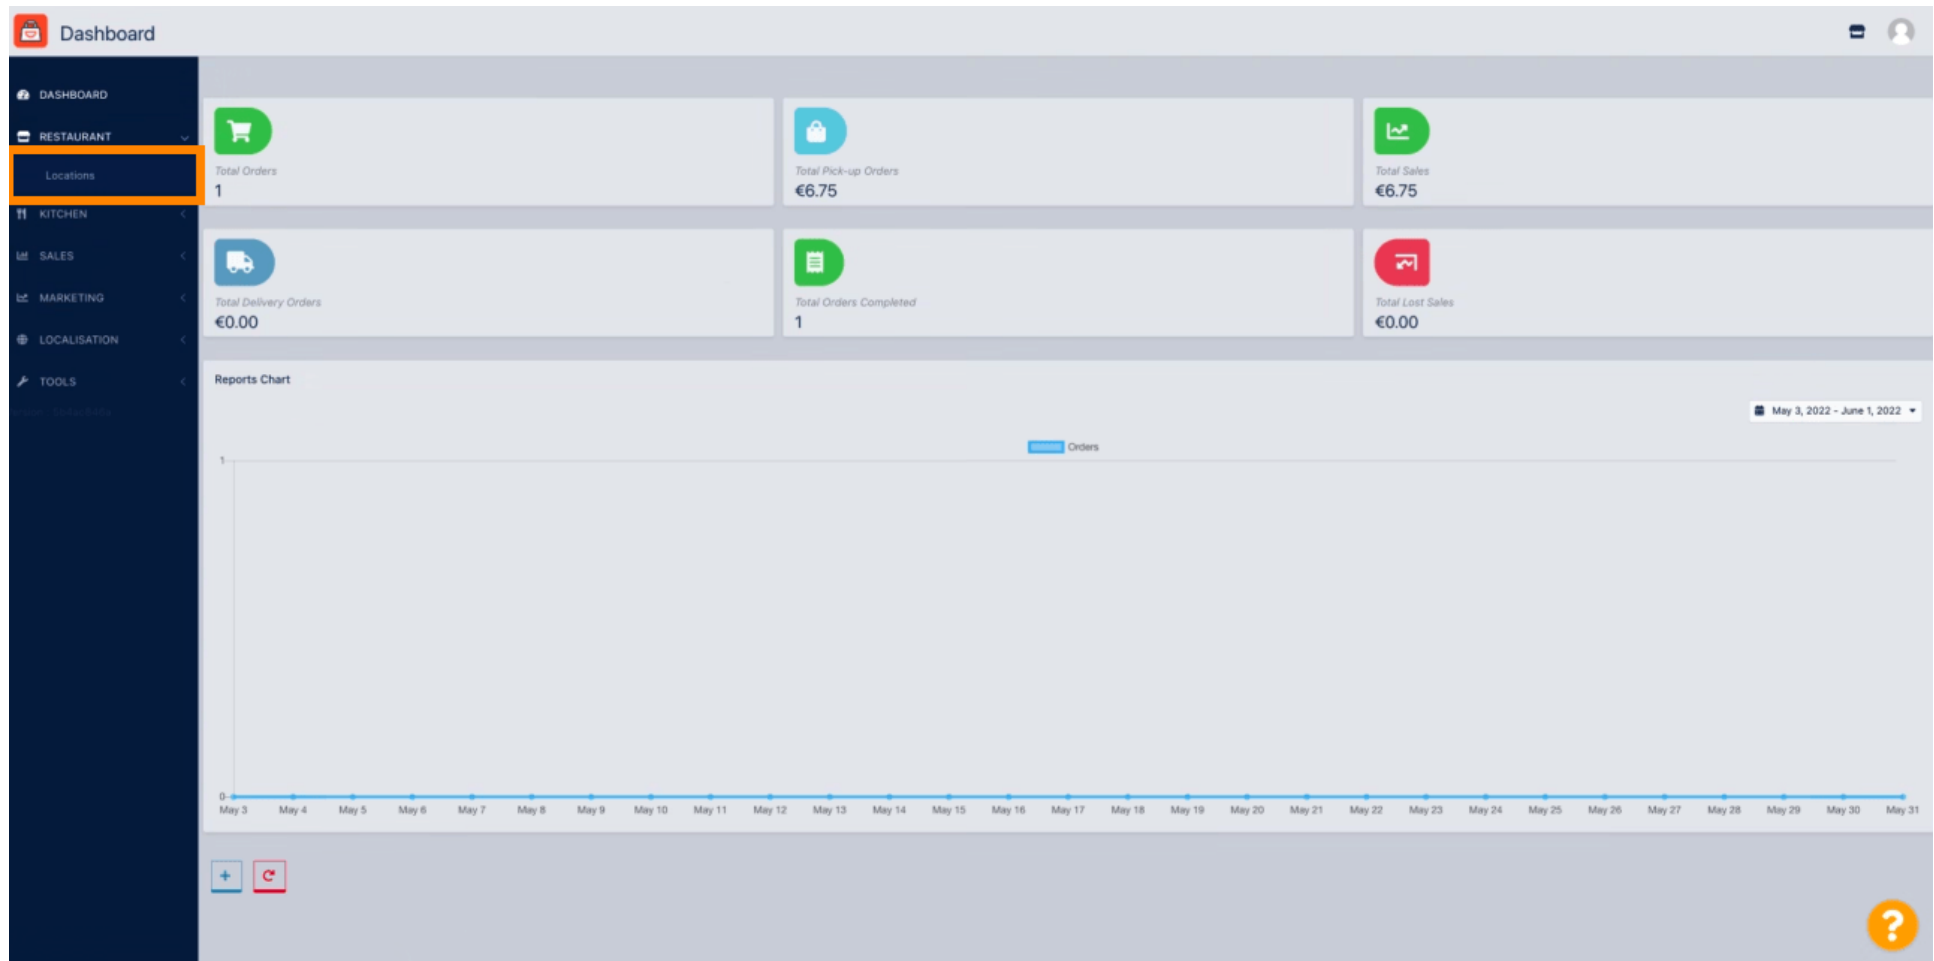 Dashboard
DASHBOARD
RESTAURANT
Locations
KITCHEN
SALES
MARKETING
LOCALISATION
TOOLS
Total Orders
1
Total Pick-up Orders
€6.75
Total Sales
€6.75
Total Delivery Orders
€0.00
Total Orders Completed
1
Total Lost Sales
€0.00
Reports Chart
May 3, 2022 - June 1, 2022
Orders
1
0
May 3 May 4 May 5 May 6 May 7 May 8 May 9 May 10 May 11 May 12 May 13 May 14 May 15 May 16 May 17 May 18 May 19 May 20 May 21 May 22 May 23 May 24 May 25 May 26 May 27 May 28 May 29 May 30 May 31
+
?